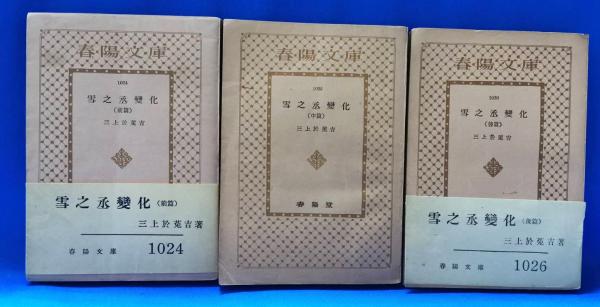 春陽文庫
1024
雪之丞變化
(前篇)
三上於菟吉
雪之丞變化(前篇)
三上於菟吉著
春陽文庫 1024
春陽文庫
1025
雪之丞變化
(中篇)
三上於菟吉
春陽堂
春陽文庫
1026
雪之丞變化
(後篇)
三上於菟吉
雪之丞變化(後篇)
三上於菟吉著
春陽文庫 1026